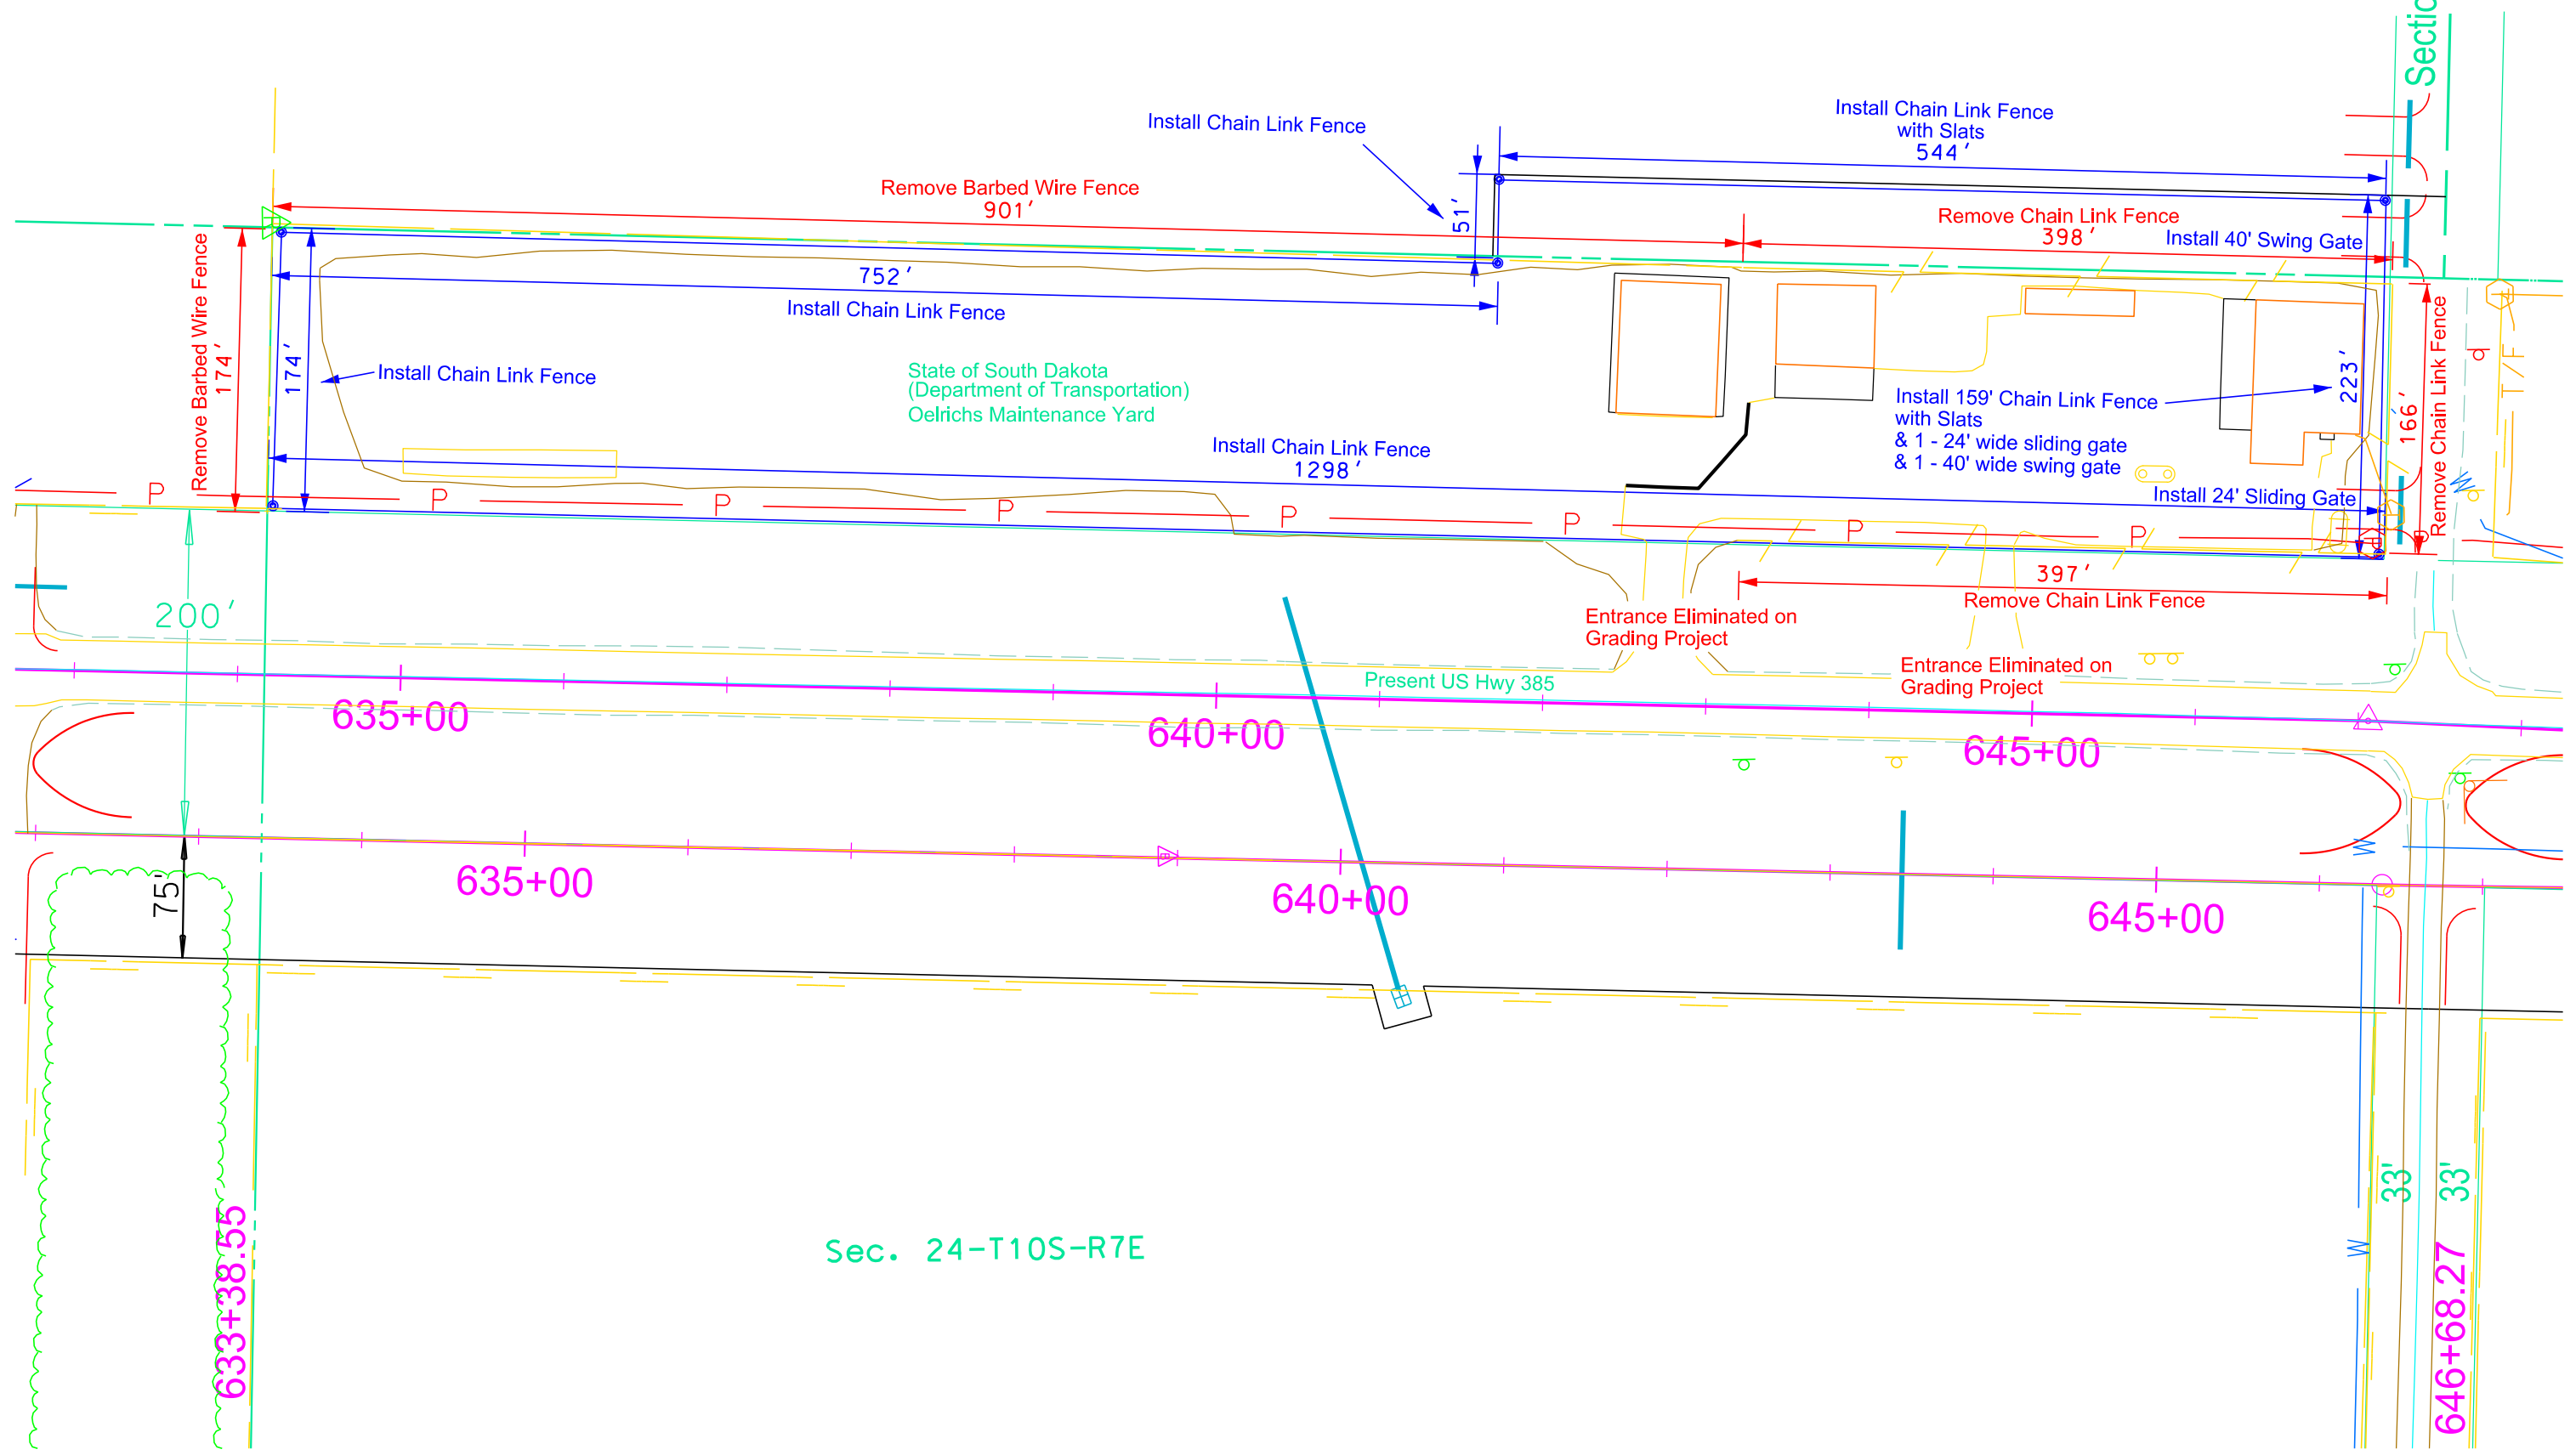 Sectio
Install Chain Link Fence
with Slats
544'
Install Chain Link Fence
Remove Barbed Wire Fence
901'
51'
Remove Chain Link Fence
398'
Install 40' Swing Gate
Remove Barbed Wire Fence
174'
174'
752'
Install Chain Link Fence
Install Chain Link Fence
State of South Dakota
(Department of Transportation)
Oelrichs Maintenance Yard
Install 159' Chain Link Fence
with Slats
& 1 - 24' wide sliding gate
& 1 - 40' wide swing gate
223'
166'
Remove Chain Link Fence
T/F
Install Chain Link Fence
1298'
Install 24' Sliding Gate
W
P P P P P P P P
397'
Remove Chain Link Fence
200'
Entrance Eliminated on
Grading Project
Entrance Eliminated on
Grading Project
Present US Hwy 385
635+00
640+00
645+00
W
75'
635+00
640+00
645+00
33'
33'
W
Sec. 24-T10S-R7E
633+38.55
646+68.27